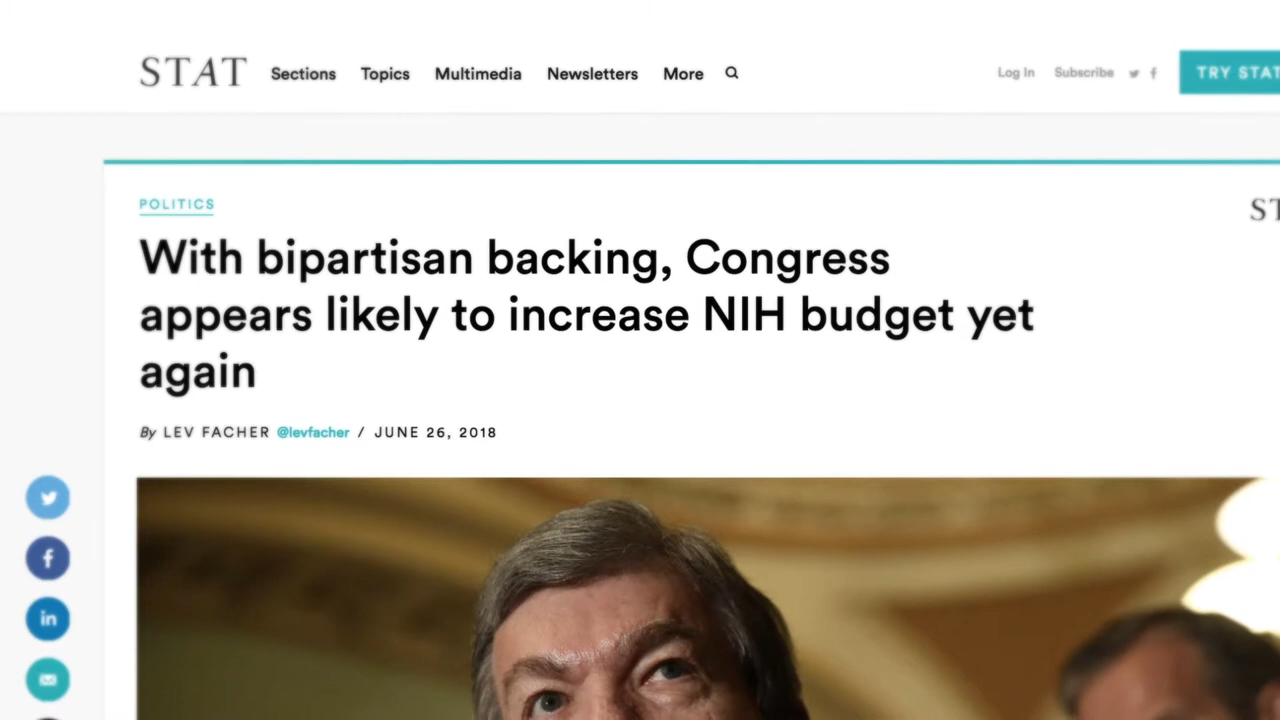 STAT Sections Topics Multimedia Newsletters More Log In Subscribe TRY STAT
POLITICS
ST
With bipartisan backing, Congress
appears likely to increase NIH budget yet
again
By LEV FACHER @levfacher / JUNE 26, 2018